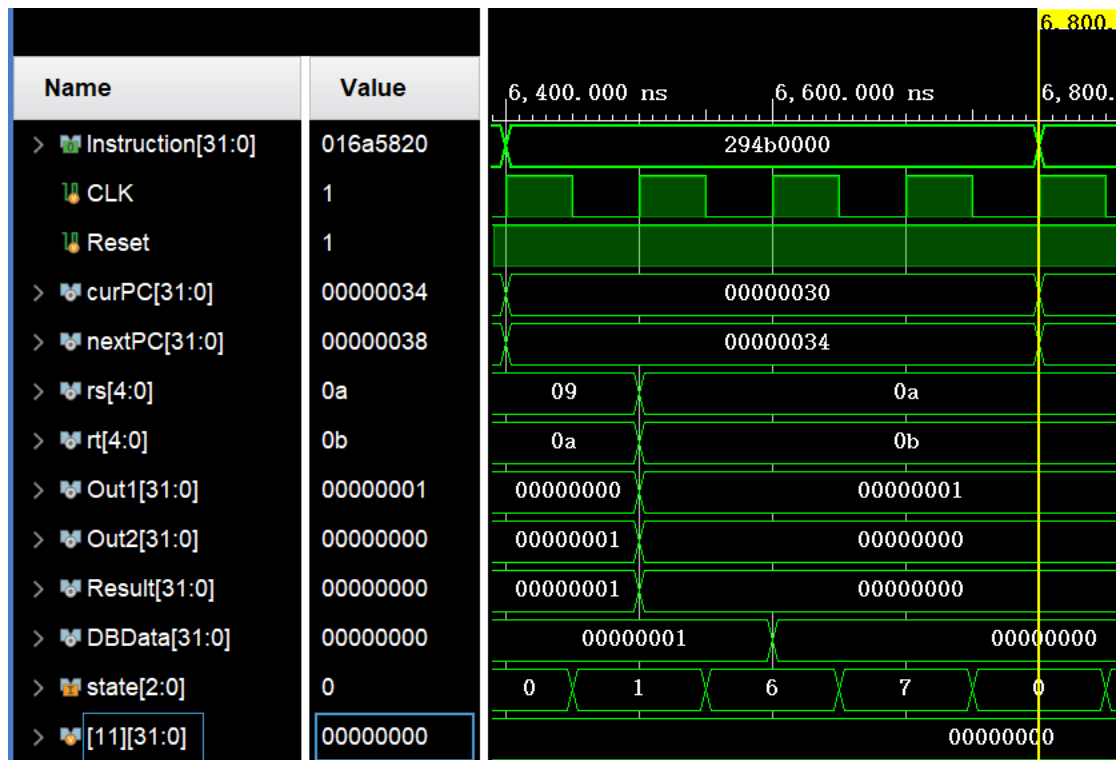 6,800.
Name Value 6,400.000 ns 6,600.000 ns 6,800.
Instruction[31:0] 016a5820 294b0000
CLK 1
Reset 1
curPC[31:0] 00000034 00000030
nextPC[31:0] 00000038 00000034
rs[4:0] 0a 09 0a
rt[4:0] 0b 0a 0b
Out1[31:0] 00000001 00000000 00000001
Out2[31:0] 00000000 00000001 00000000
Result[31:0] 00000000 00000001 00000000
DBData[31:0] 00000000 00000001 00000000
state[2:0] 0 0 1 6 7 0
[11][31:0] 00000000 00000000